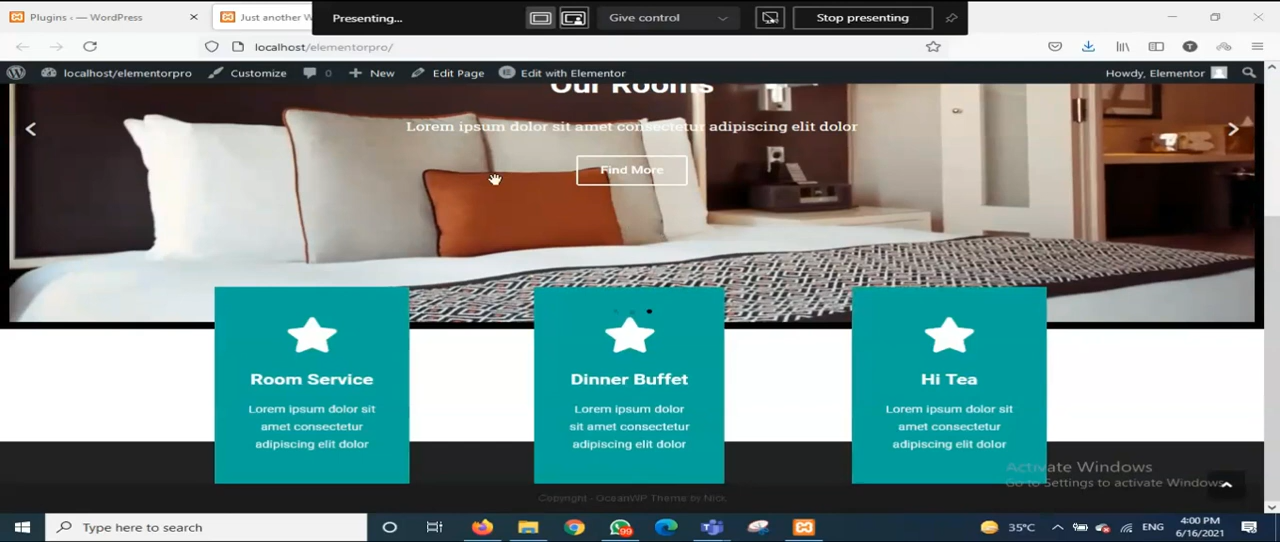 Plugins ‹ — WordPress
Just another W
Presenting...
Give control
Stop presenting
localhost/elementorpro/
localhost/elementorpro
Customize
0
New
Edit Page
Edit with Elementor
Howdy, Elementor
Our Rooms
Lorem ipsum dolor sit amet consectetur adipiscing elit dolor
Find More
Room Service
Lorem ipsum dolor sit
amet consectetur
adipiscing elit dolor
Dinner Buffet
Lorem ipsum dolor
sit amet consectetur
adipiscing elit dolor
Hi Tea
Lorem ipsum dolor sit
amet consectetur
adipiscing elit dolor
Activate Windows
Go to Settings to activate Windows.
Copyright - OceanWP Theme by Nick
Type here to search
99
35°C
ENG
4:00 PM
6/16/2021